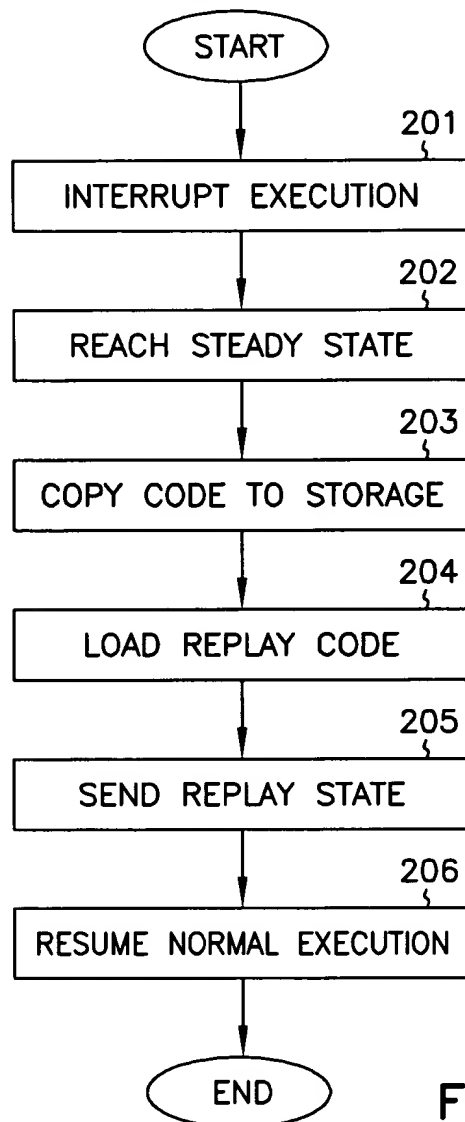 START
201
INTERRUPT EXECUTION
202
REACH STEADY STATE
203
COPY CODE TO STORAGE
204
LOAD REPLAY CODE
205
SEND REPLAY STATE
206
RESUME NORMAL EXECUTION
END
F